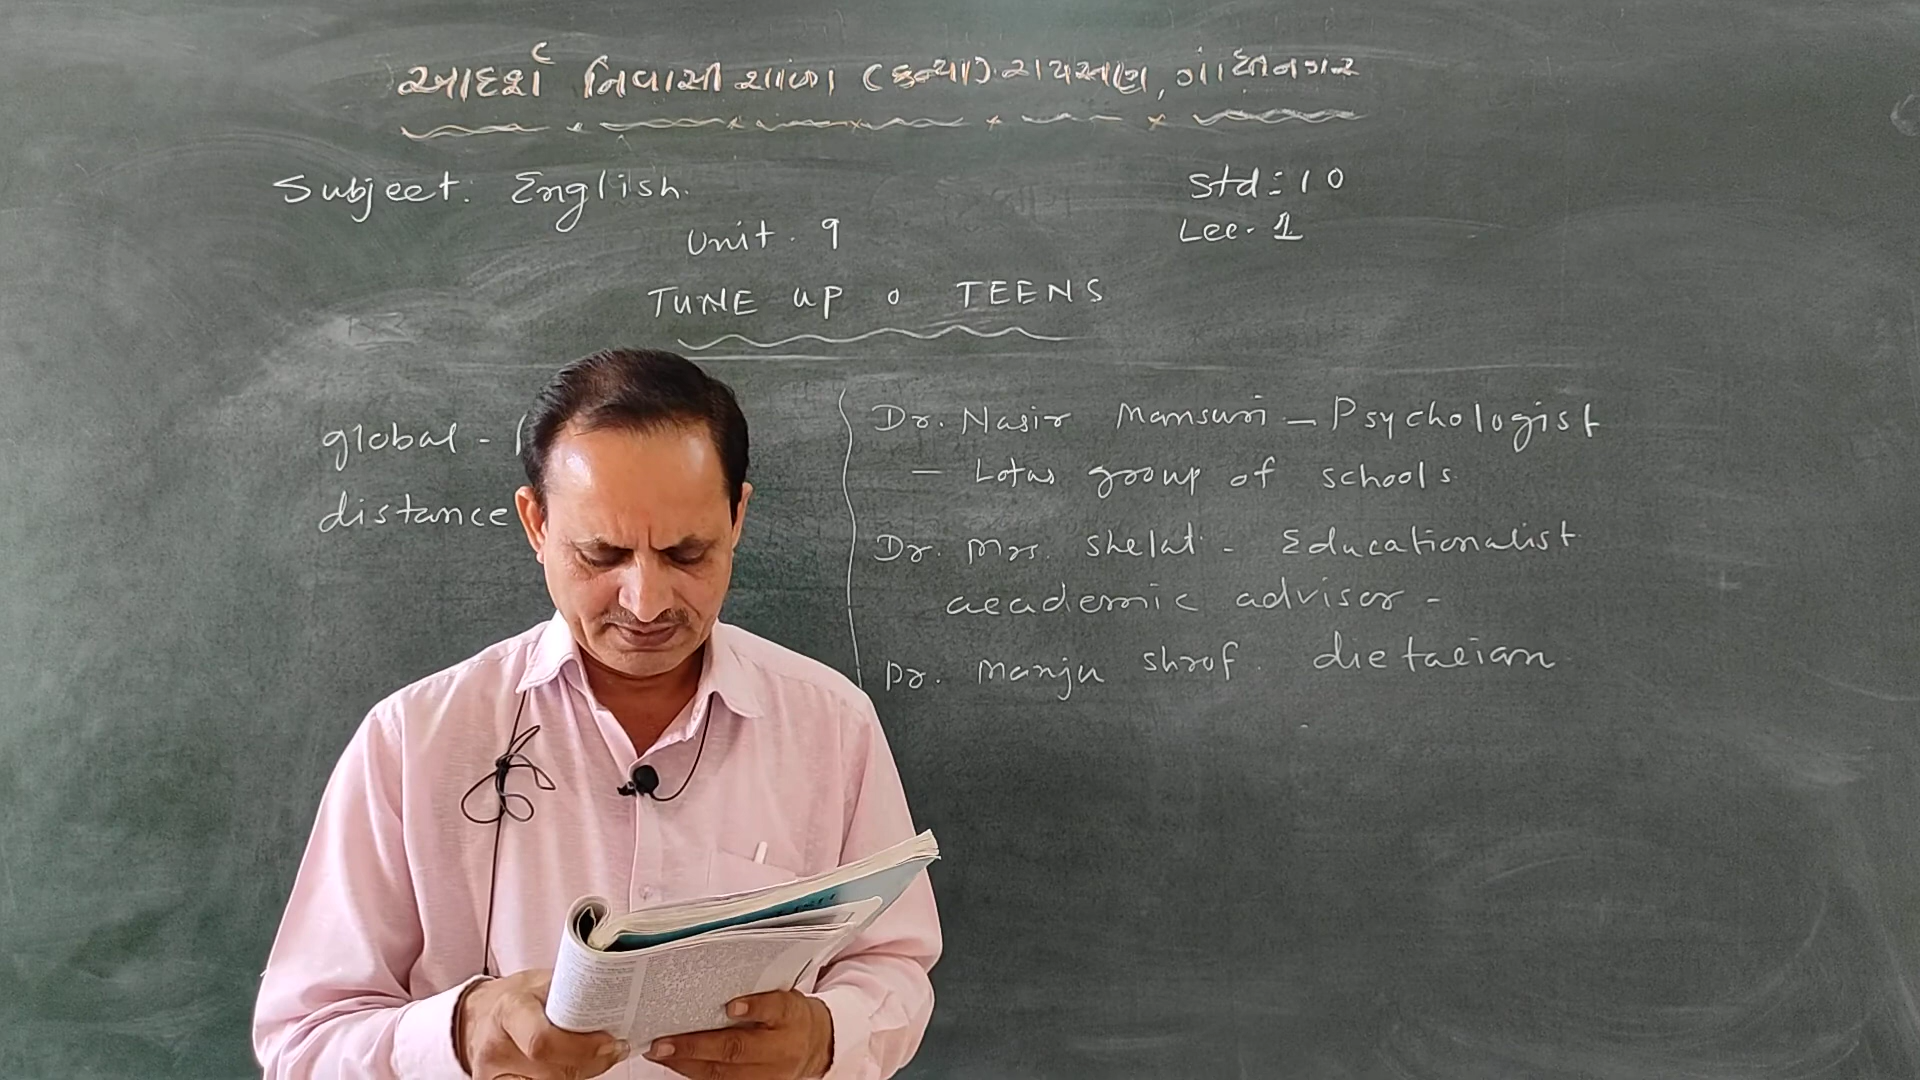 આદર્શ નિવાસી શાળા (કન્યા) રાયસણ, ગાંધીનગર
Subject: English.
Std: 10
Unit. 9
Lec. 1
TUNE UP O TEENS
global -
distance
Dr. Nasir Mansuri - Psychologist
- Lotus group of schools
Dr. Mrs. Shelat - Educationalist
academic advisor -
Dr. Manju Shrof. dietacian